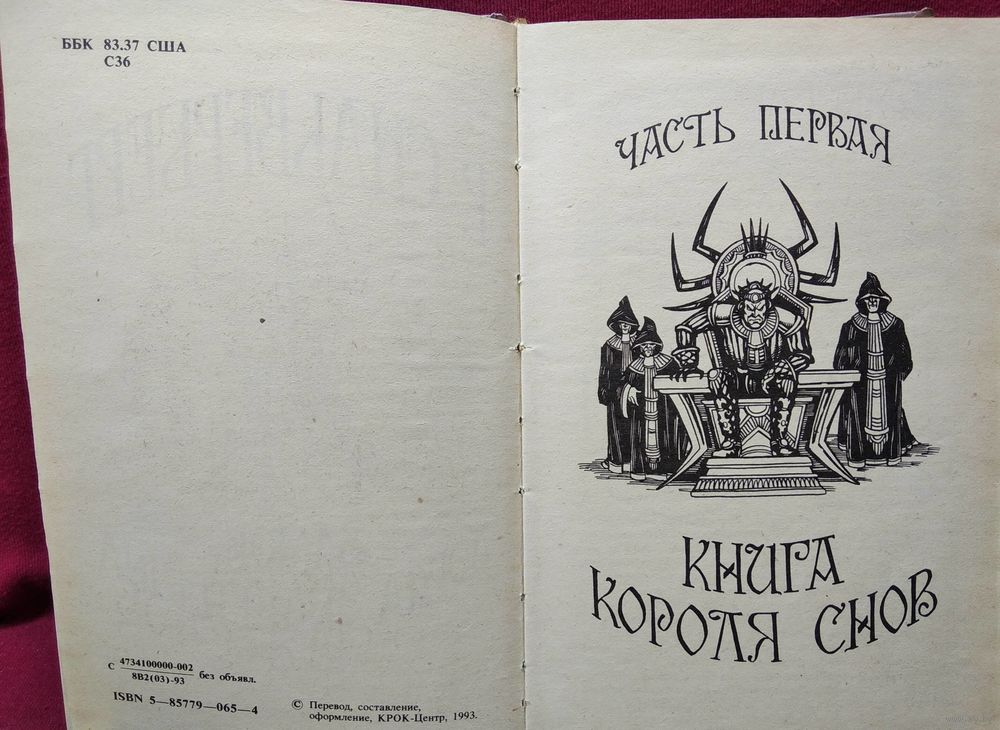 ББК 83.37 США
С36
С 4734100000-002
8В2(03)-93 без объявл.
ISBN 5—85779—065—4
© Перевод, составление,
оформление, КРОК-Центр, 1993.
ЧАСТЬ ПЕРВАЯ
КНИГА
КОРОЛЯ СНОВ